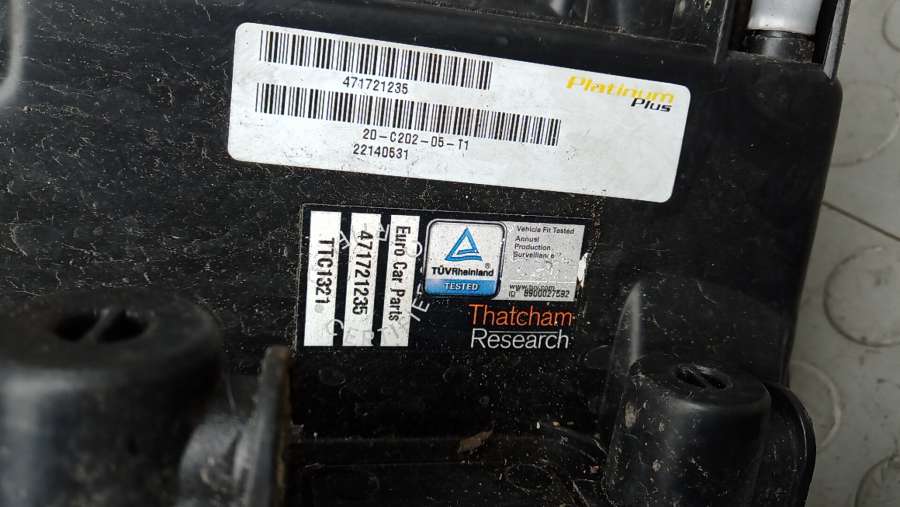 471721235
Platinum
Plus
20-C202-05-T1
22140531
TTC1321
471721235
Euro Car Parts
TÜVRheinland®
TESTED
Vehicle Fit Tested
Annual
Production
Surveillance
ID 8900027592
Thatcham
Research